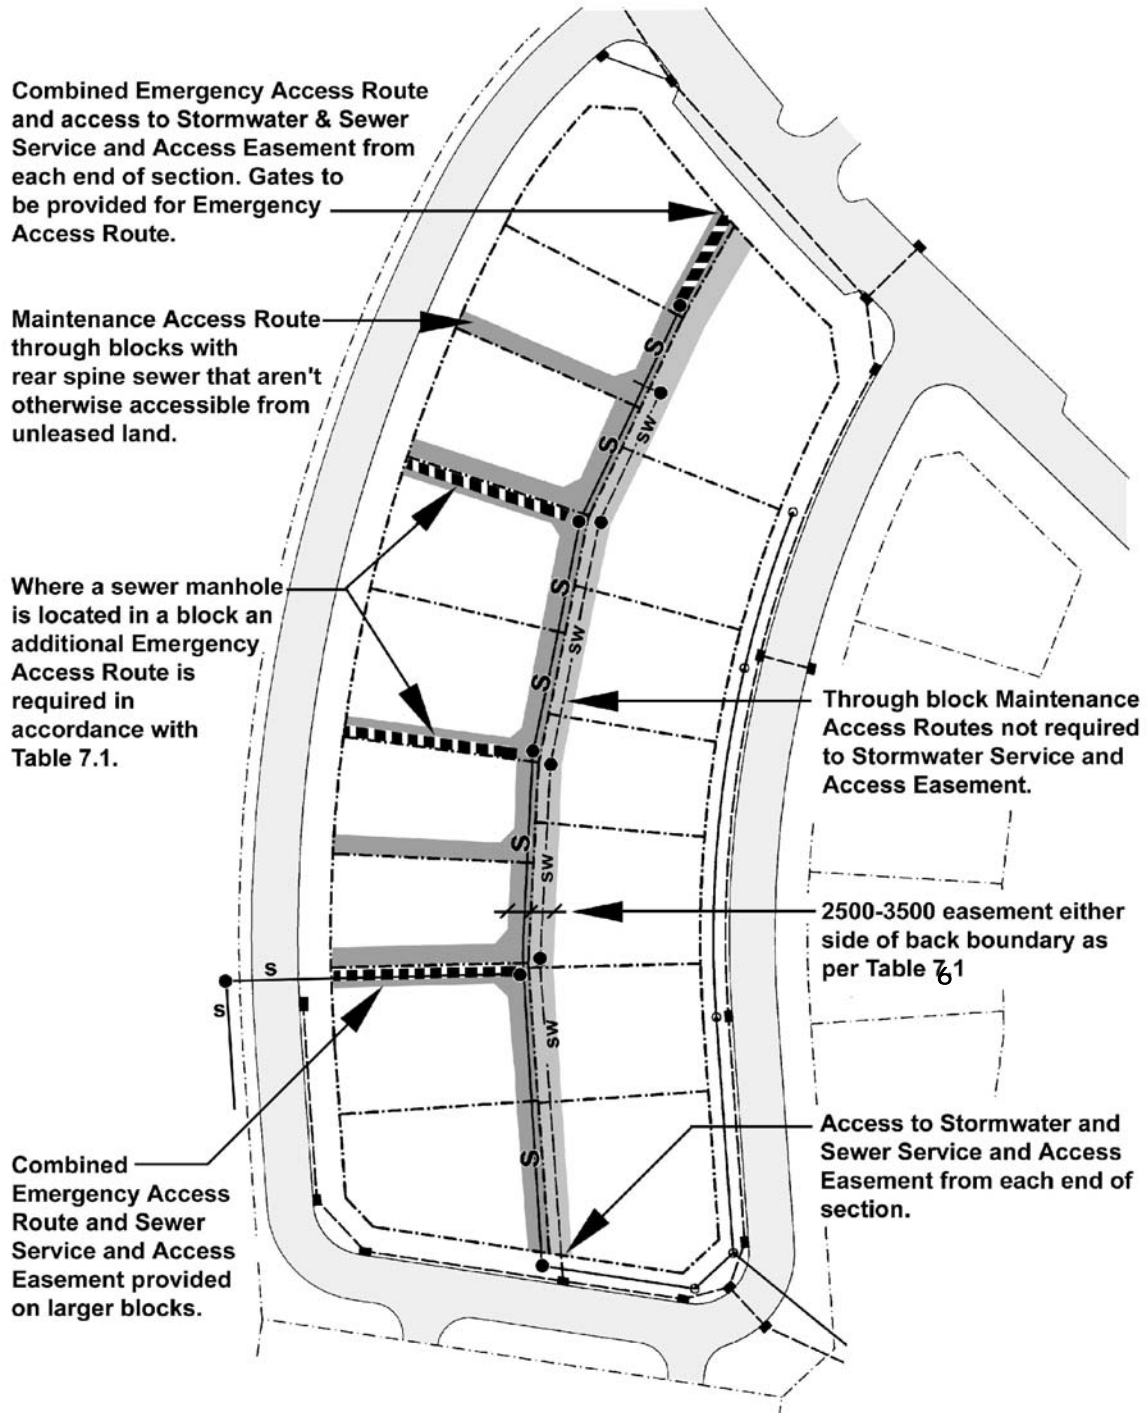 Combined Emergency Access Route
and access to Stormwater & Sewer
Service and Access Easement from
each end of section. Gates to
be provided for Emergency
Access Route.
Maintenance Access Route
through blocks with
rear spine sewer that aren't
otherwise accessible from
unleased land.
Where a sewer manhole
is located in a block an
additional Emergency
Access Route is
required in
accordance with
Table 7.1.
Combined
Emergency Access
Route and Sewer
Service and Access
Easement provided
on larger blocks.
S
sw
S
S
sw
S
S
sw
s
s
sw
S
Through block Maintenance
Access Routes not required
to Stormwater Service and
Access Easement.
2500-3500 easement either
side of back boundary as
per Table 7.1
6
Access to Stormwater and
Sewer Service and Access
Easement from each end of
section.